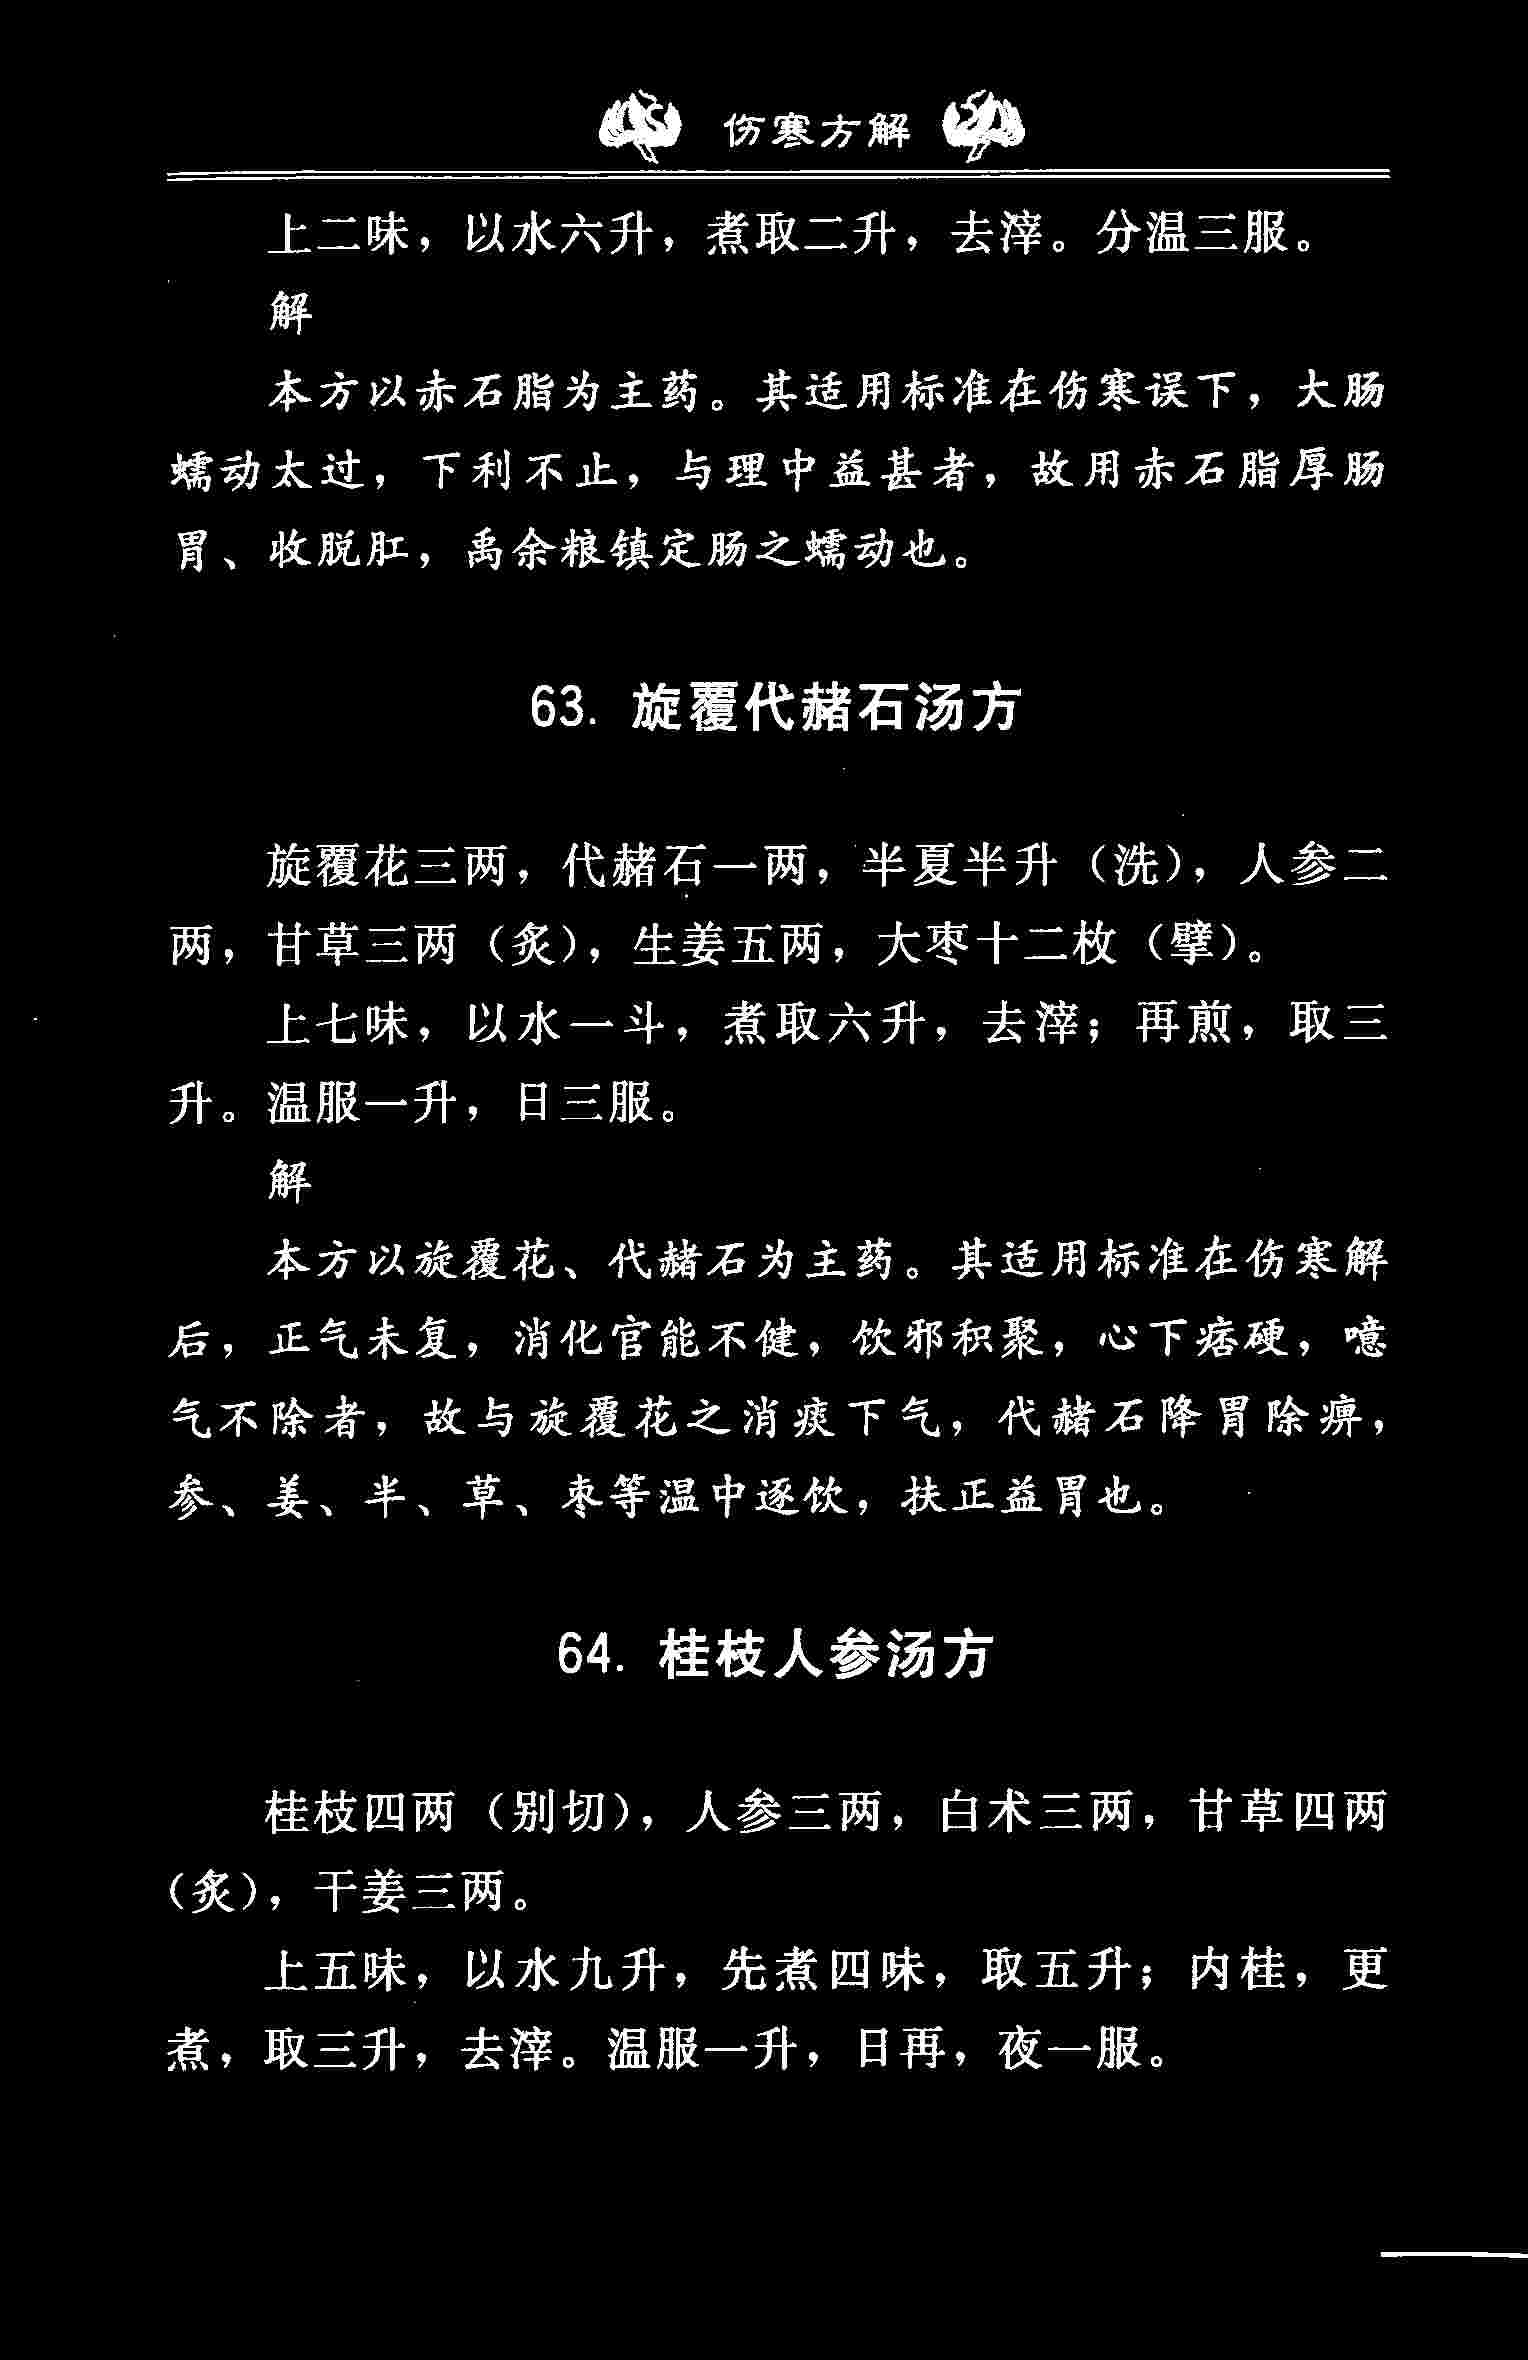 伤寒方解
上二味，以水六升，煮取二升，去滓。分温三服。
解
本方以赤石脂为主药。其适用标准在伤寒误下，大肠
蠕动太过，下利不止，与理中益甚者，故用赤石脂厚肠
胃、收脱肛，禹余粮镇定肠之蠕动也。
63. 旋覆代赭石汤方
旋覆花三两，代赭石一两，半夏半升（洗），人参二
两，甘草三两（炙），生姜五两，大枣十二枚（擘）。
上七味，以水一斗，煮取六升，去滓；再煎，取三
升。温服一升，日三服。
解
本方以旋覆花、代赭石为主药。其适用标准在伤寒解
后，正气未复，消化官能不健，饮邪积聚，心下痞硬，噫
气不除者，故与旋覆花之消痰下气，代赭石降胃除痹，
参、姜、半、草、枣等温中逐饮，扶正益胃也。
64. 桂枝人参汤方
桂枝四两（别切），人参三两，白术三两，甘草四两
（炙），干姜三两。
上五味，以水九升，先煮四味，取五升；内桂，更
煮，取三升，去滓。温服一升，日再，夜一服。